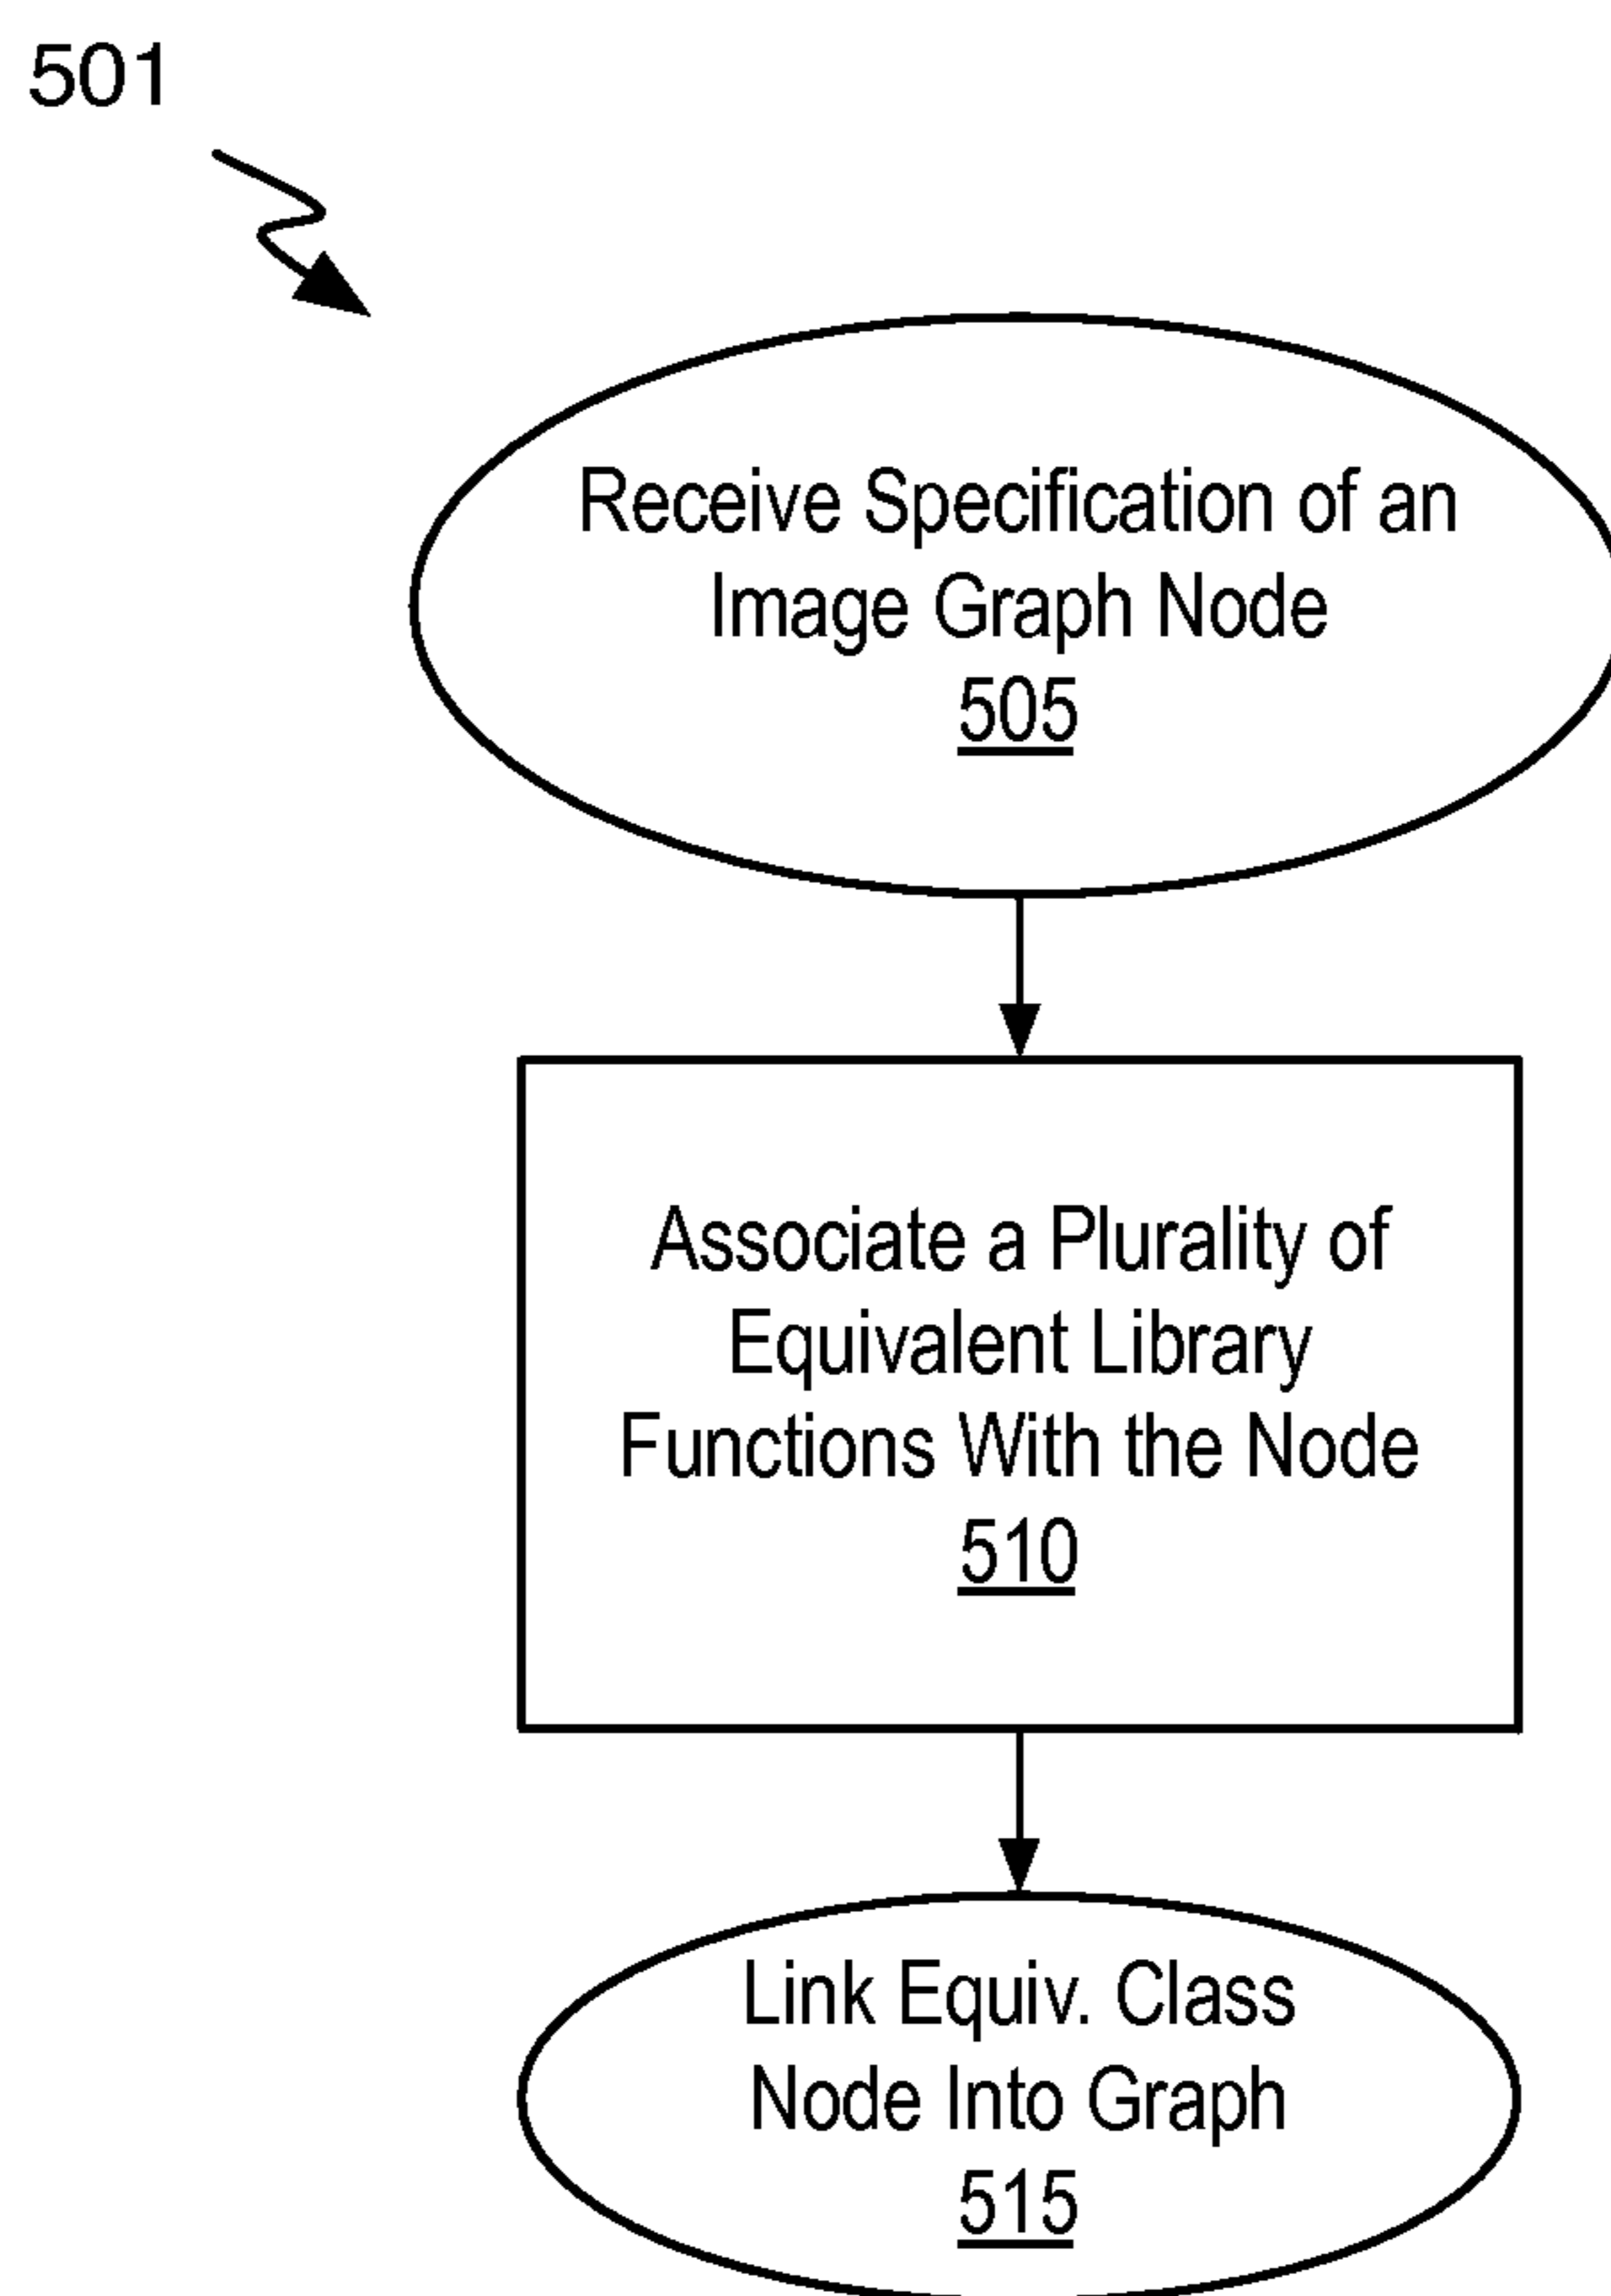 501
Receive Specification of an
Image Graph Node
505
Associate a Plurality of
Equivalent Library
Functions With the Node
510
Link Equiv. Class
Node Into Graph
515